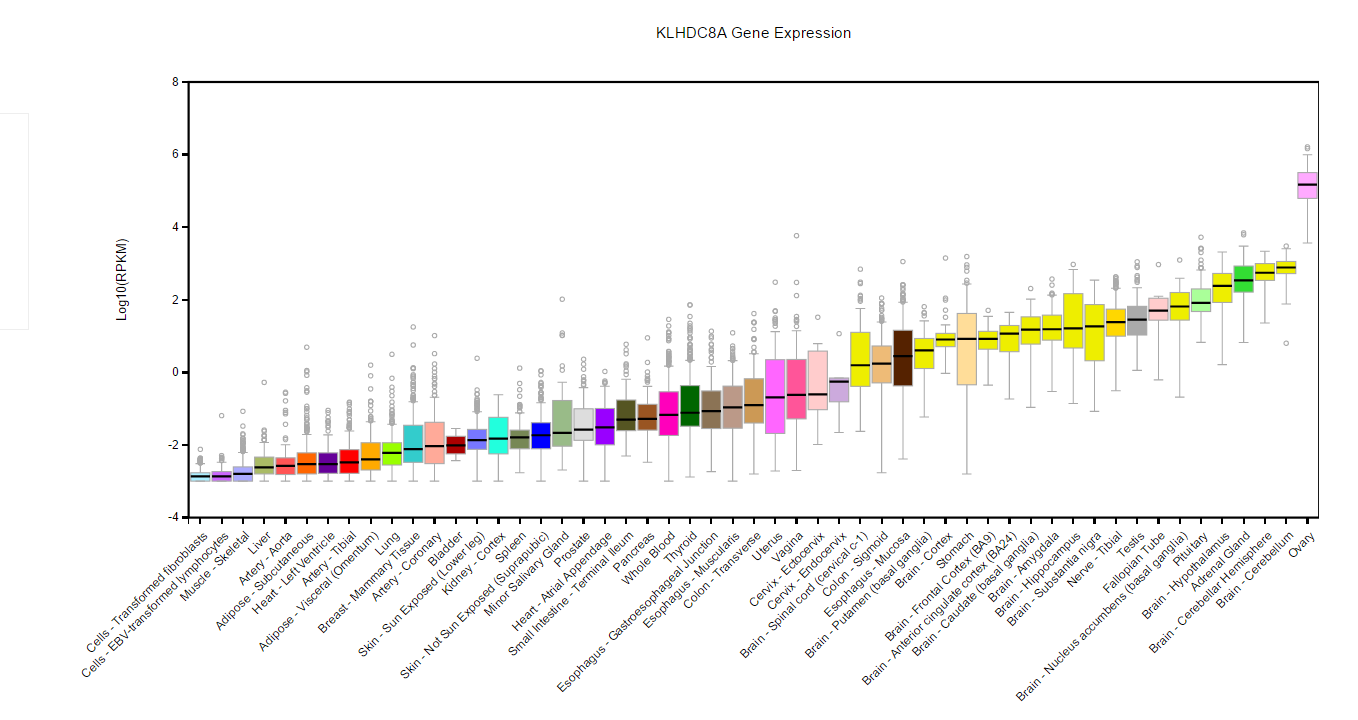 KLHDC8A Gene Expression
8
6
4
2
0
-2
-4
Log10(RPKM)
Cells - Transformed fibroblasts
Cells - EBV-transformed lymphocytes
Muscle - Skeletal
Liver
Artery - Aorta
Adipose - Subcutaneous
Heart - Left Ventricle
Artery - Tibial
Adipose - Visceral (Omentum)
Lung
Breast - Mammary Tissue
Artery - Coronary
Bladder
Skin - Sun Exposed (Lower leg)
Kidney - Cortex
Spleen
Skin - Not Sun Exposed (Suprapubic)
Minor Salivary Gland
Prostate
Heart - Atrial Appendage
Small Intestine - Terminal Ileum
Pancreas
Whole Blood
Thyroid
Esophagus - Gastroesophageal Junction
Esophagus - Muscularis
Colon - Transverse
Uterus
Vagina
Cervix - Ectocervix
Cervix - Endocervix
Brain - Spinal cord (cervical c-1)
Colon - Sigmoid
Esophagus - Mucosa
Brain - Putamen (basal ganglia)
Brain - Cortex
Stomach
Brain - Frontal Cortex (BA9)
Brain - Anterior cingulate cortex (BA24)
Brain - Caudate (basal ganglia)
Brain - Amygdala
Brain - Hippocampus
Brain - Substantia nigra
Nerve - Tibial
Testis
Fallopian Tube
Brain - Nucleus accumbens (basal ganglia)
Pituitary
Brain - Hypothalamus
Adrenal Gland
Brain - Cerebellar Hemisphere
Brain - Cerebellum
Ovary